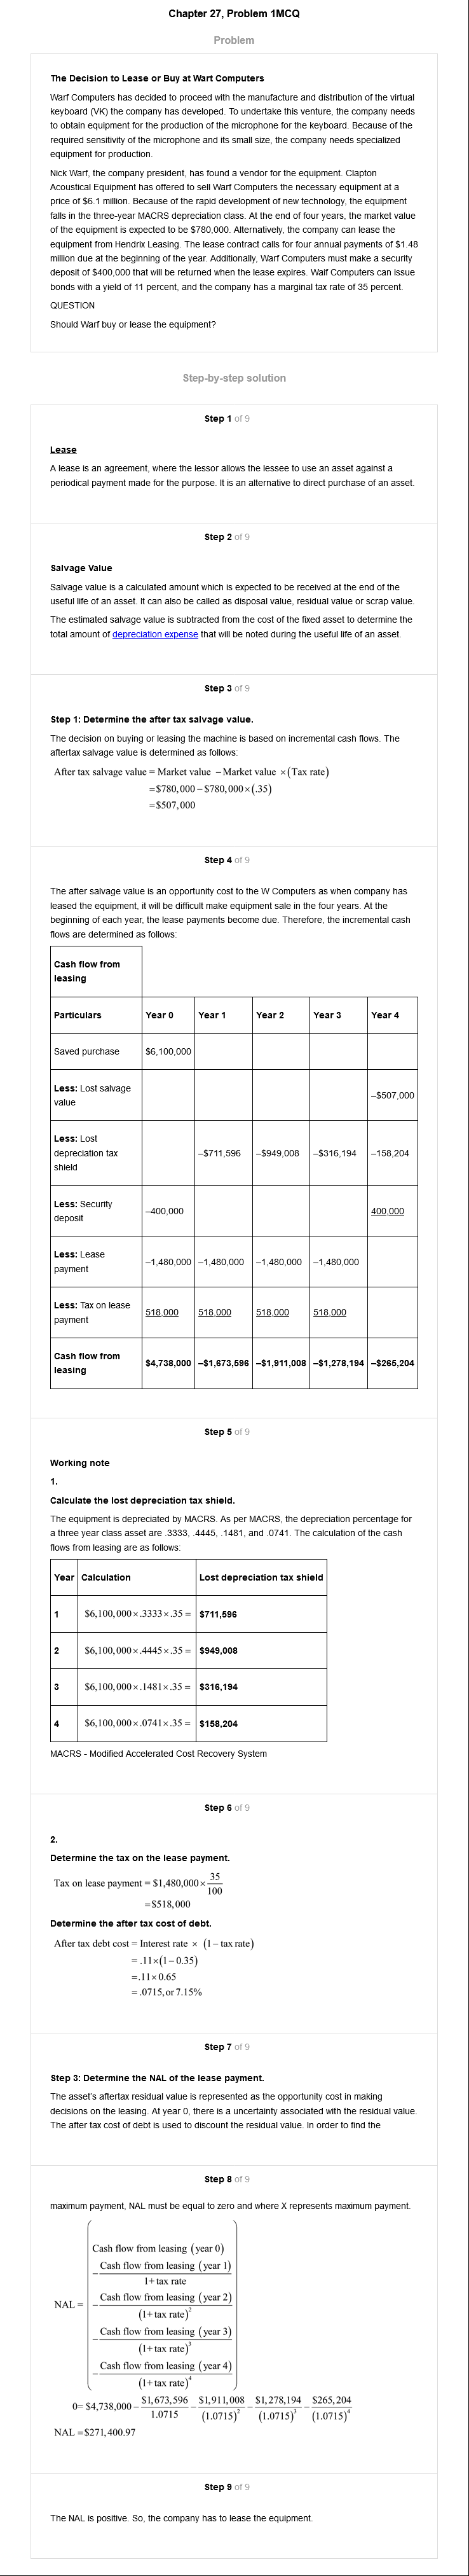 Chapter 27, Problem 1MCQ
Problem
The Decision to Lease or Buy at Wart Computers
Warf Computers has decided to proceed with the manufacture and distribution of the virtual
keyboard (VK) the company has developed. To undertake this venture, the company needs
to obtain equipment for the production of the microphone for the keyboard. Because of the
required sensitivity of the microphone and its small size, the company needs specialized
equipment for production.
Nick Warf, the company president, has found a vendor for the equipment. Clapton
Acoustical Equipment has offered to sell Warf Computers the necessary equipment at a
price of $6.1 million. Because of the rapid development of new technology, the equipment
falls in the three-year MACRS depreciation class. At the end of four years, the market value
of the equipment is expected to be $780,000. Alternatively, the company can lease the
equipment from Hendrix Leasing. The lease contract calls for four annual payments of $1.48
million due at the beginning of the year. Additionally, Warf Computers must make a security
deposit of $400,000 that will be returned when the lease expires. Waif Computers can issue
bonds with a yield of 11 percent, and the company has a marginal tax rate of 35 percent.
QUESTION
Should Warf buy or lease the equipment?
Step-by-step solution
Step 1 of 9
Lease
A lease is an agreement, where the lessor allows the lessee to use an asset against a
periodical payment made for the purpose. It is an alternative to direct purchase of an asset.
Step 2 of 9
Salvage Value
Salvage value is a calculated amount which is expected to be received at the end of the
useful life of an asset. It can also be called as disposal value, residual value or scrap value.
The estimated salvage value is subtracted from the cost of the fixed asset to determine the
total amount of depreciation expense that will be noted during the useful life of an asset.
Step 3 of 9
Step 1: Determine the after tax salvage value.
The decision on buying or leasing the machine is based on incremental cash flows. The
aftertax salvage value is determined as follows:
After tax salvage value = Market value – Market value ×(Tax rate)
=$780,000 – $780,000×(.35)
=$507,000
Step 4 of 9
The after salvage value is an opportunity cost to the W Computers as when company has
leased the equipment, it will be difficult make equipment sale in the four years. At the
beginning of each year, the lease payments become due. Therefore, the incremental cash
flows are determined as follows:
Cash flow from
leasing
Particulars Year 0 Year 1 Year 2 Year 3 Year 4
Saved purchase $6,100,000
Less: Lost salvage
value –$507,000
Less: Lost
depreciation tax –$711,596 –$949,008 –$316,194 –158,204
shield
Less: Security
deposit –400,000 400,000
Less: Lease
payment –1,480,000 –1,480,000 –1,480,000 –1,480,000
Less: Tax on lease
payment 518,000 518,000 518,000 518,000
Cash flow from
leasing $4,738,000 –$1,673,596 –$1,911,008 –$1,278,194 –$265,204
Step 5 of 9
Working note
1.
Calculate the lost depreciation tax shield.
The equipment is depreciated by MACRS. As per MACRS, the depreciation percentage for
a three year class asset are .3333, .4445, .1481, and .0741. The calculation of the cash
flows from leasing are as follows:
Year Calculation Lost depreciation tax shield
1 $6,100,000×.3333×.35 = $711,596
2 $6,100,000×.4445×.35 = $949,008
3 $6,100,000×.1481×.35 = $316,194
4 $6,100,000×.0741×.35 = $158,204
MACRS - Modified Accelerated Cost Recovery System
Step 6 of 9
2.
Determine the tax on the lease payment.
Tax on lease payment = $1,480,000×35/100
=$518,000
Determine the after tax cost of debt.
After tax debt cost = Interest rate × (1– tax rate)
= .11×(1–0.35)
=.11×0.65
= .0715, or 7.15%
Step 7 of 9
Step 3: Determine the NAL of the lease payment.
The asset's aftertax residual value is represented as the opportunity cost in making
decisions on the leasing. At year 0, there is a uncertainty associated with the residual value.
The after tax cost of debt is used to discount the residual value. In order to find the
Step 8 of 9
maximum payment, NAL must be equal to zero and where X represents maximum payment.
Cash flow from leasing (year 0)
– Cash flow from leasing (year 1)
1+ tax rate
NAL = – Cash flow from leasing (year 2)
(1+ tax rate)²
– Cash flow from leasing (year 3)
(1+ tax rate)³
– Cash flow from leasing (year 4)
(1+ tax rate)⁴
0= $4,738,000 – $1,673,596/1.0715 – $1,911,008/(1.0715)² – $1,278,194/(1.0715)³ – $265,204/(1.0715)⁴
NAL =$271,400.97
Step 9 of 9
The NAL is positive. So, the company has to lease the equipment.